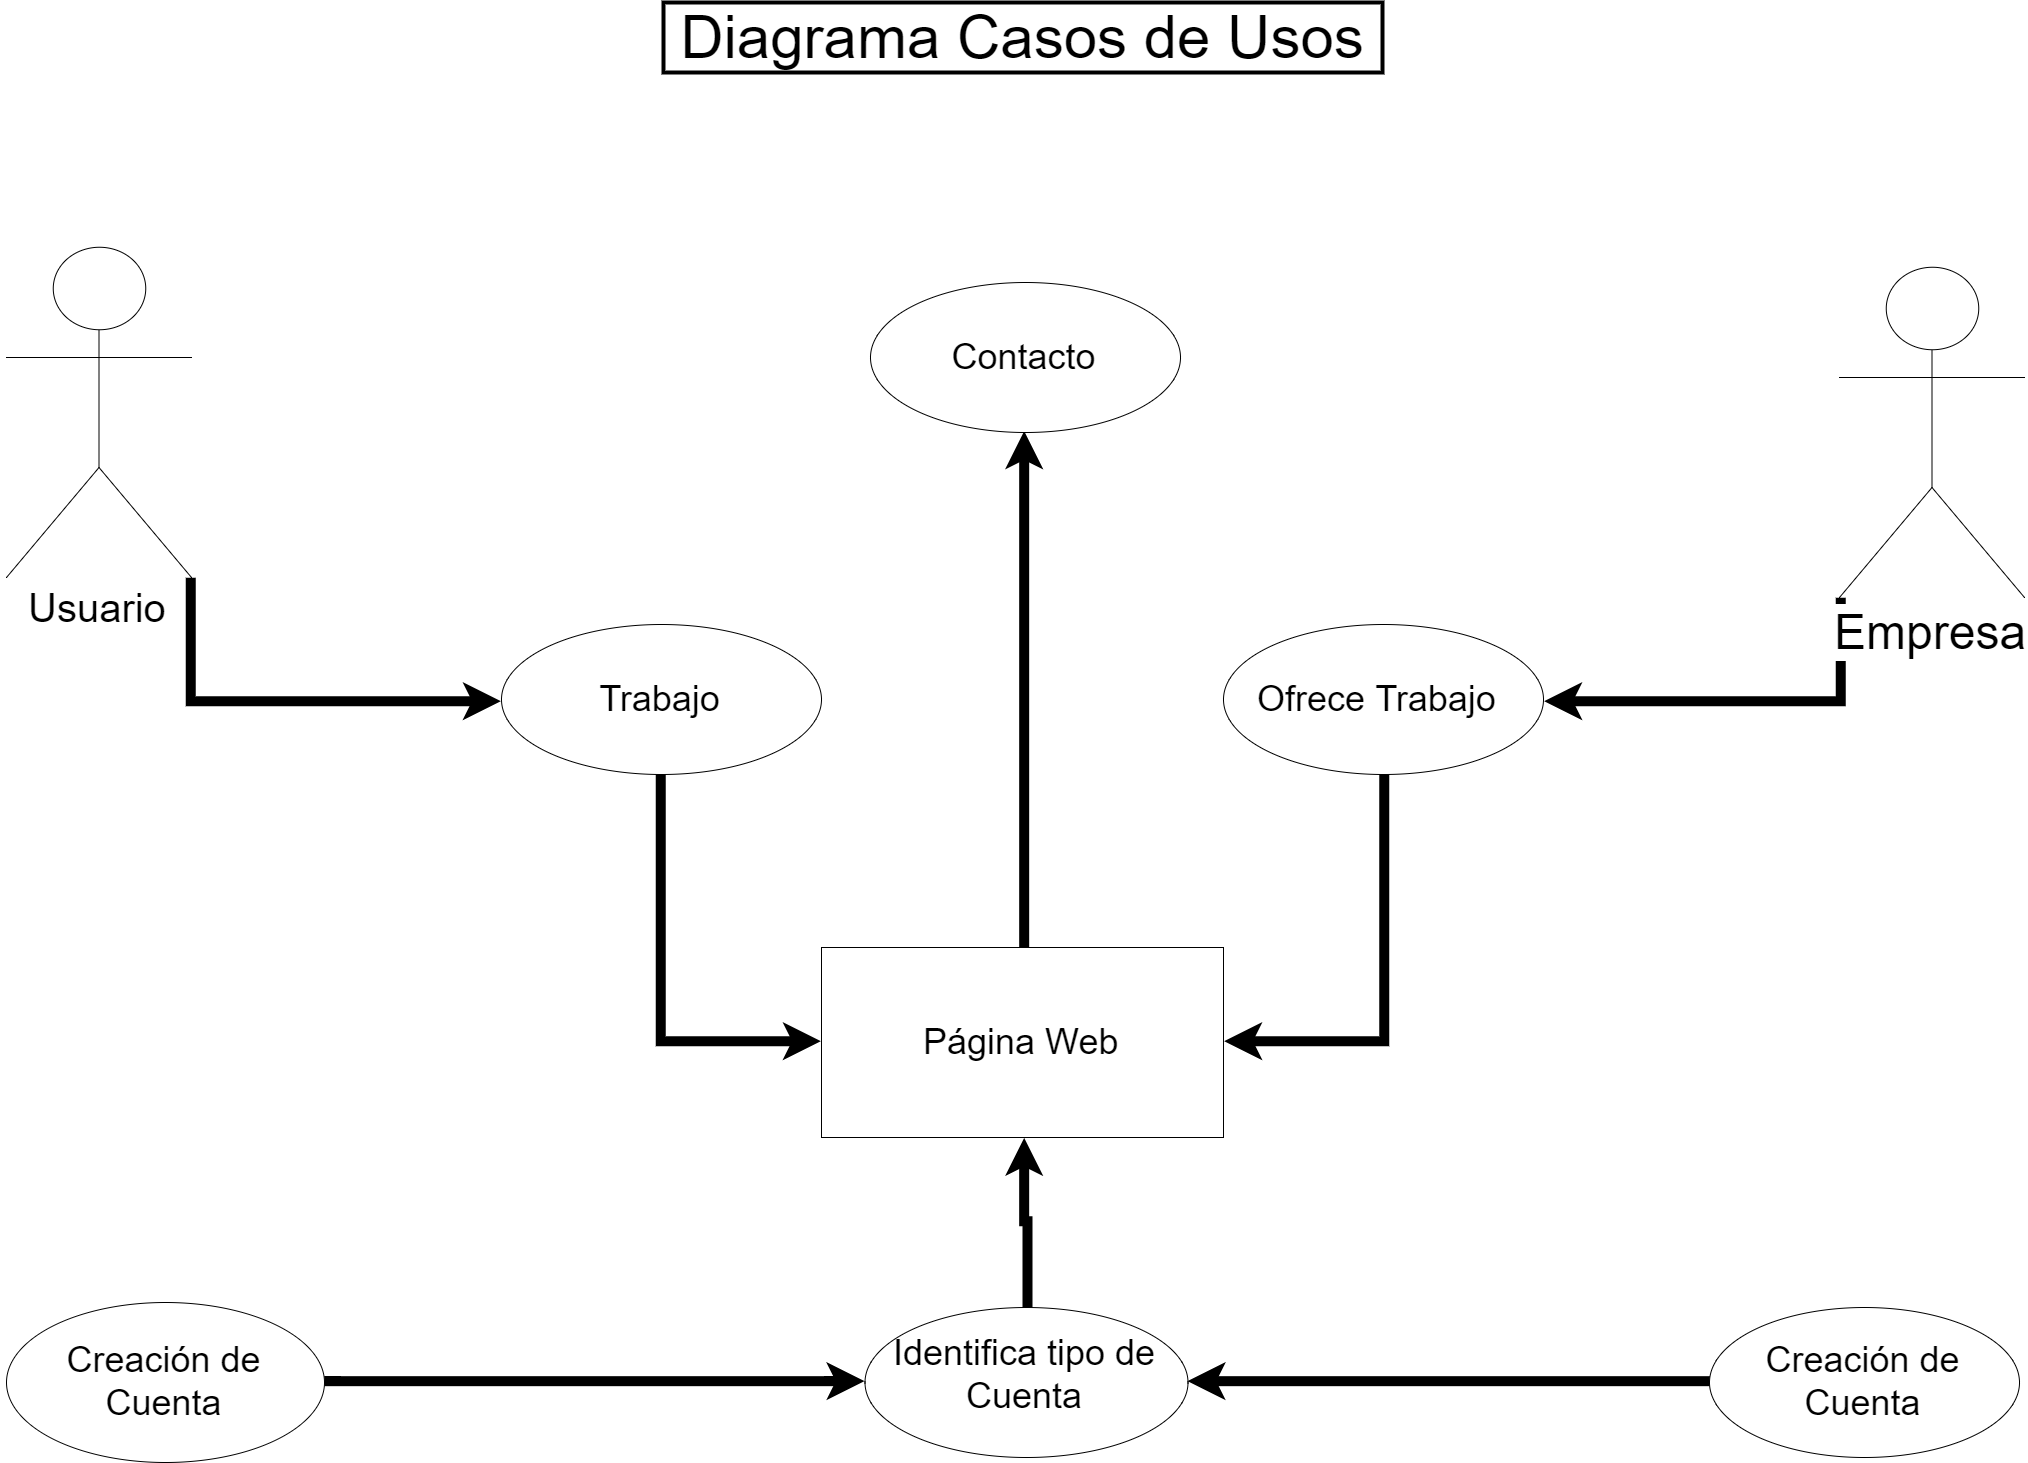 Diagrama Casos de Usos
Contacto
Usuario
Empresa
Trabajo
Ofrece Trabajo
Página Web
Creación de
Cuenta
Identifica tipo de
Cuenta
Creación de
Cuenta